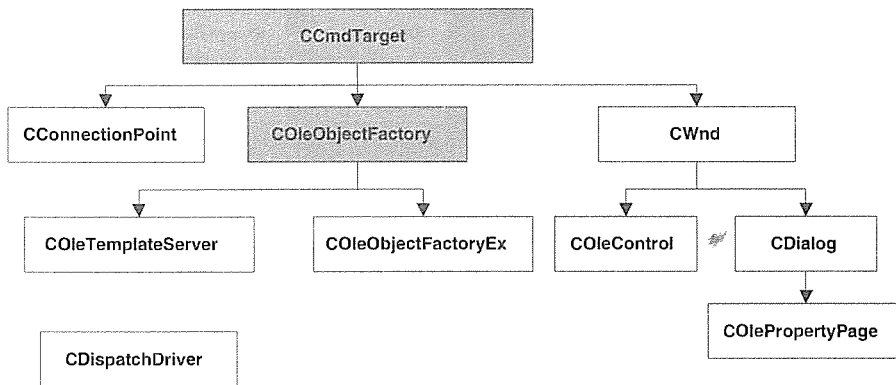 CCmdTarget
CConnectionPoint
COleObjectFactory
CWnd
COleTemplateServer
COleObjectFactoryEx
COleControl
CDialog
COlePropertyPage
CDispatchDriver